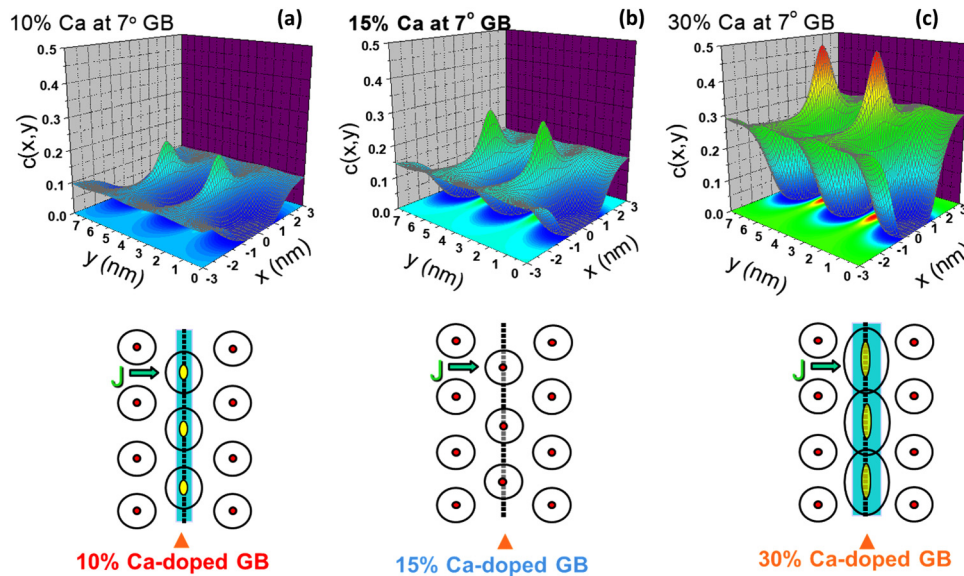 10% Ca at 7° GB
(a)
0.5
0.4
0.3
0.2
0.1
0.0
c(x,y)
7 6 5 4 3 2 1 0
y (nm)
-3 -2 -1 0 1 2 3
x (nm)
15% Ca at 7° GB
(b)
0.5
0.4
0.3
0.2
0.1
0.0
c(x,y)
7 6 5 4 3 2 1 0
y (nm)
-3 -2 -1 0 1 2 3
x (nm)
30% Ca at 7° GB
(c)
0.5
0.4
0.3
0.2
0.1
0.0
c(x,y)
7 6 5 4 3 2 1 0
y (nm)
-3 -2 -1 0 1 2 3
x (nm)
J
J
J
10% Ca-doped GB
15% Ca-doped GB
30% Ca-doped GB